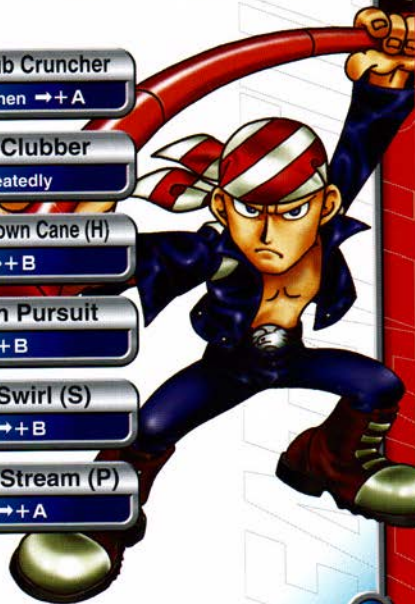 b Cruncher
hen ➡+A
Clubber
eatedly
own Cane (H)
+B
n Pursuit
+B
Swirl (S)
➡+B
Stream (P)
➡+A